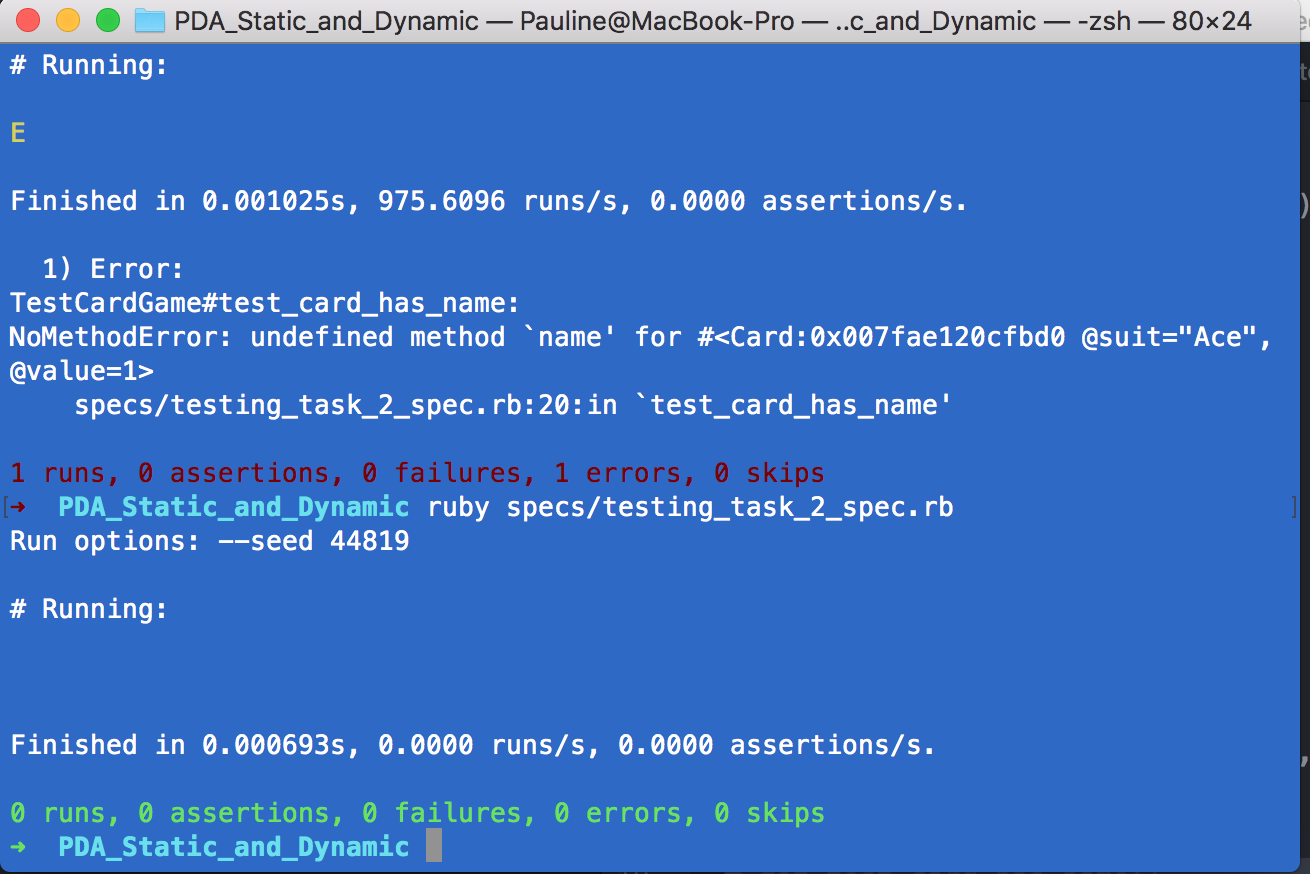 PDA_Static_and_Dynamic — Pauline@MacBook-Pro — ..c_and_Dynamic — -zsh — 80×24
# Running:
E
Finished in 0.001025s, 975.6096 runs/s, 0.0000 assertions/s.
  1) Error:
TestCardGame#test_card_has_name:
NoMethodError: undefined method `name' for #<Card:0x007fae120cfbd0 @suit="Ace",
@value=1>
    specs/testing_task_2_spec.rb:20:in `test_card_has_name'
1 runs, 0 assertions, 0 failures, 1 errors, 0 skips
[➜  PDA_Static_and_Dynamic ruby specs/testing_task_2_spec.rb ]
Run options: --seed 44819
# Running:
Finished in 0.000693s, 0.0000 runs/s, 0.0000 assertions/s.
0 runs, 0 assertions, 0 failures, 0 errors, 0 skips
➜  PDA_Static_and_Dynamic